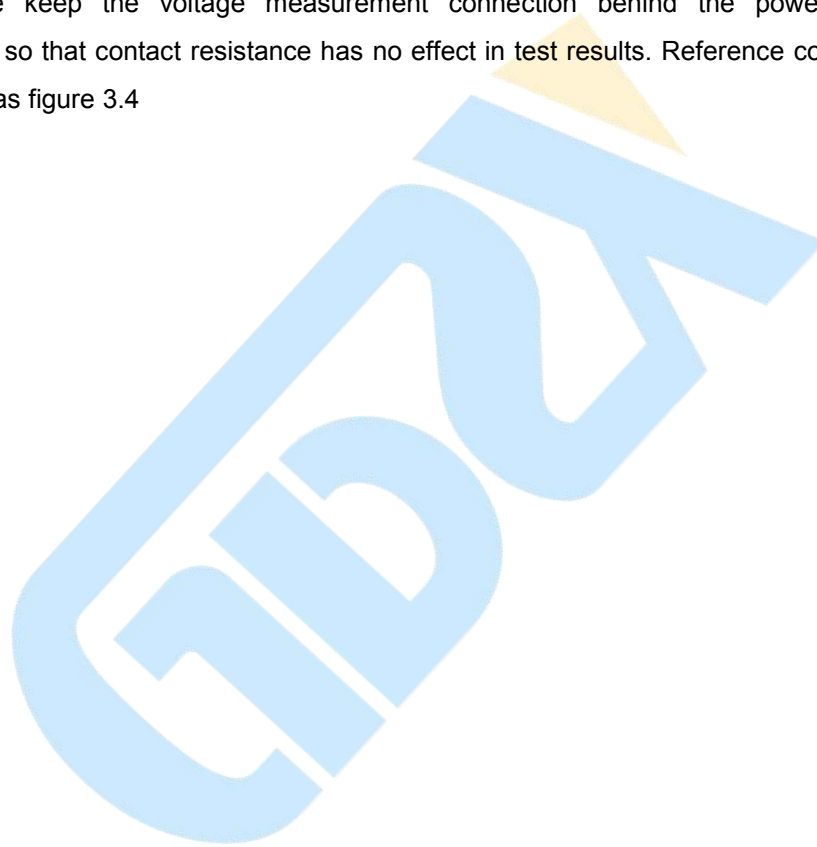 keep the voltage measurement connection behind the powe
so that contact resistance has no effect in test results. Reference co
as figure 3.4
GDZX